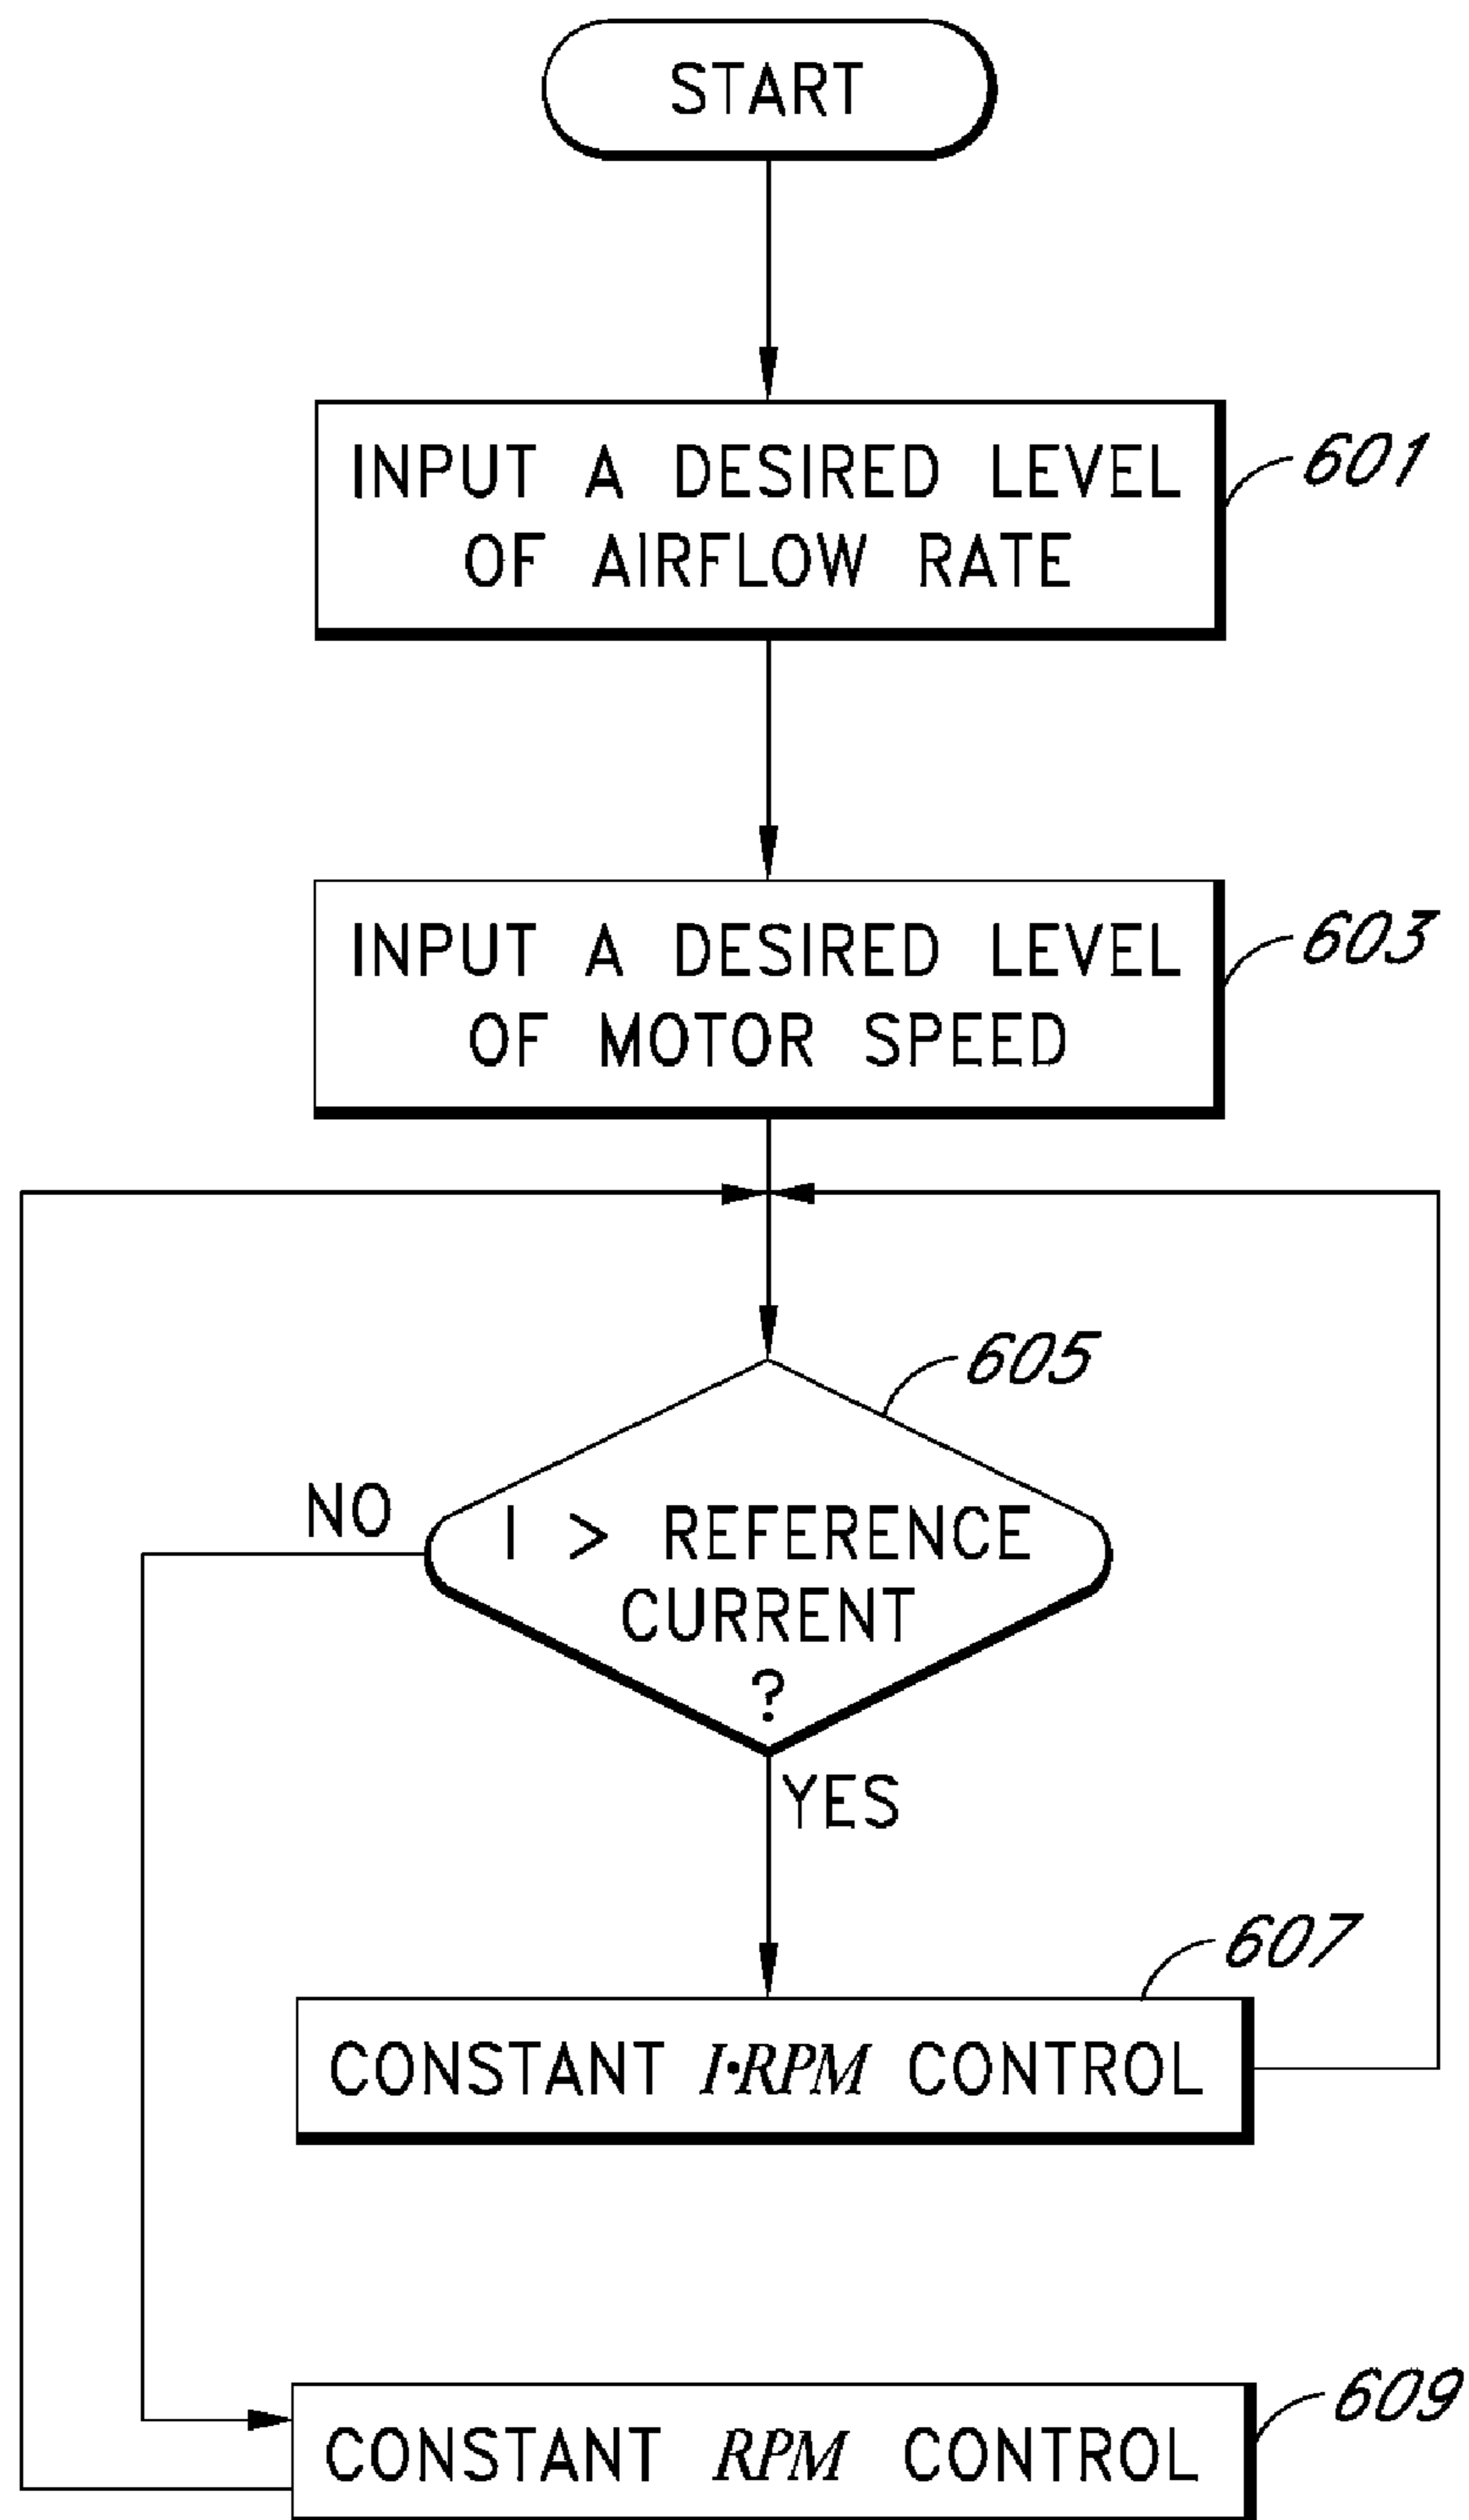 START
INPUT A DESIRED LEVEL
OF AIRFLOW RATE
601
INPUT A DESIRED LEVEL
OF MOTOR SPEED
603
605
NO
I > REFERENCE
CURRENT
?
YES
607
CONSTANT I·RPM CONTROL
609
CONSTANT RPM CONTROL